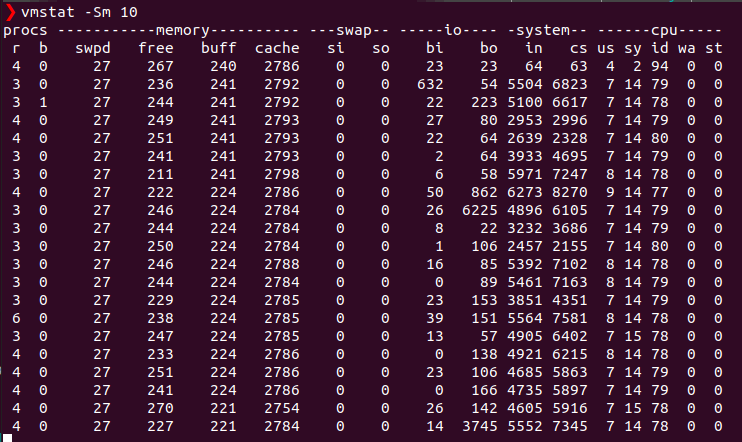 ❯ vmstat -Sm 10
procs -----------memory---------- ---swap-- -----io---- -system-- ------cpu-----
 r  b   swpd   free   buff  cache   si   so    bi    bo   in   cs us sy id wa st
 4  0     27    267    240   2786    0    0    23    23   64   63  4  2 94  0  0
 3  0     27    236    241   2792    0    0   632    54 5504 6823  7 14 79  0  0
 3  1     27    244    241   2792    0    0    22   223 5100 6617  7 14 78  0  0
 4  0     27    249    241   2793    0    0    27    80 2953 2996  7 14 79  0  0
 4  0     27    251    241   2793    0    0    22    64 2639 2328  7 14 80  0  0
 3  0     27    241    241   2793    0    0     2    64 3933 4695  7 14 79  0  0
 3  0     27    211    241   2798    0    0     6    58 5971 7247  8 14 78  0  0
 4  0     27    222    224   2786    0    0    50   862 6273 8270  9 14 77  0  0
 3  0     27    246    224   2784    0    0    26  6225 4896 6105  7 14 79  0  0
 3  0     27    244    224   2784    0    0     8    22 3232 3686  7 14 79  0  0
 3  0     27    250    224   2784    0    0     1   106 2457 2155  7 14 80  0  0
 3  0     27    246    224   2788    0    0    16    85 5392 7102  8 14 78  0  0
 3  0     27    244    224   2784    0    0     0    89 5461 7163  8 14 79  0  0
 3  0     27    229    224   2785    0    0    23   153 3851 4351  7 14 79  0  0
 6  0     27    238    224   2785    0    0    39   151 5564 7581  8 14 78  0  0
 3  0     27    247    224   2785    0    0    13    57 4905 6402  7 15 78  0  0
 4  0     27    233    224   2786    0    0     0   138 4921 6215  8 14 78  0  0
 4  0     27    251    224   2786    0    0    23   106 4685 5863  7 14 79  0  0
 4  0     27    241    224   2786    0    0     0   166 4735 5897  7 14 79  0  0
 4  0     27    270    221   2754    0    0    26   142 4605 5916  7 15 78  0  0
 4  0     27    227    221   2784    0    0    14  3745 5552 7345  7 14 78  0  0